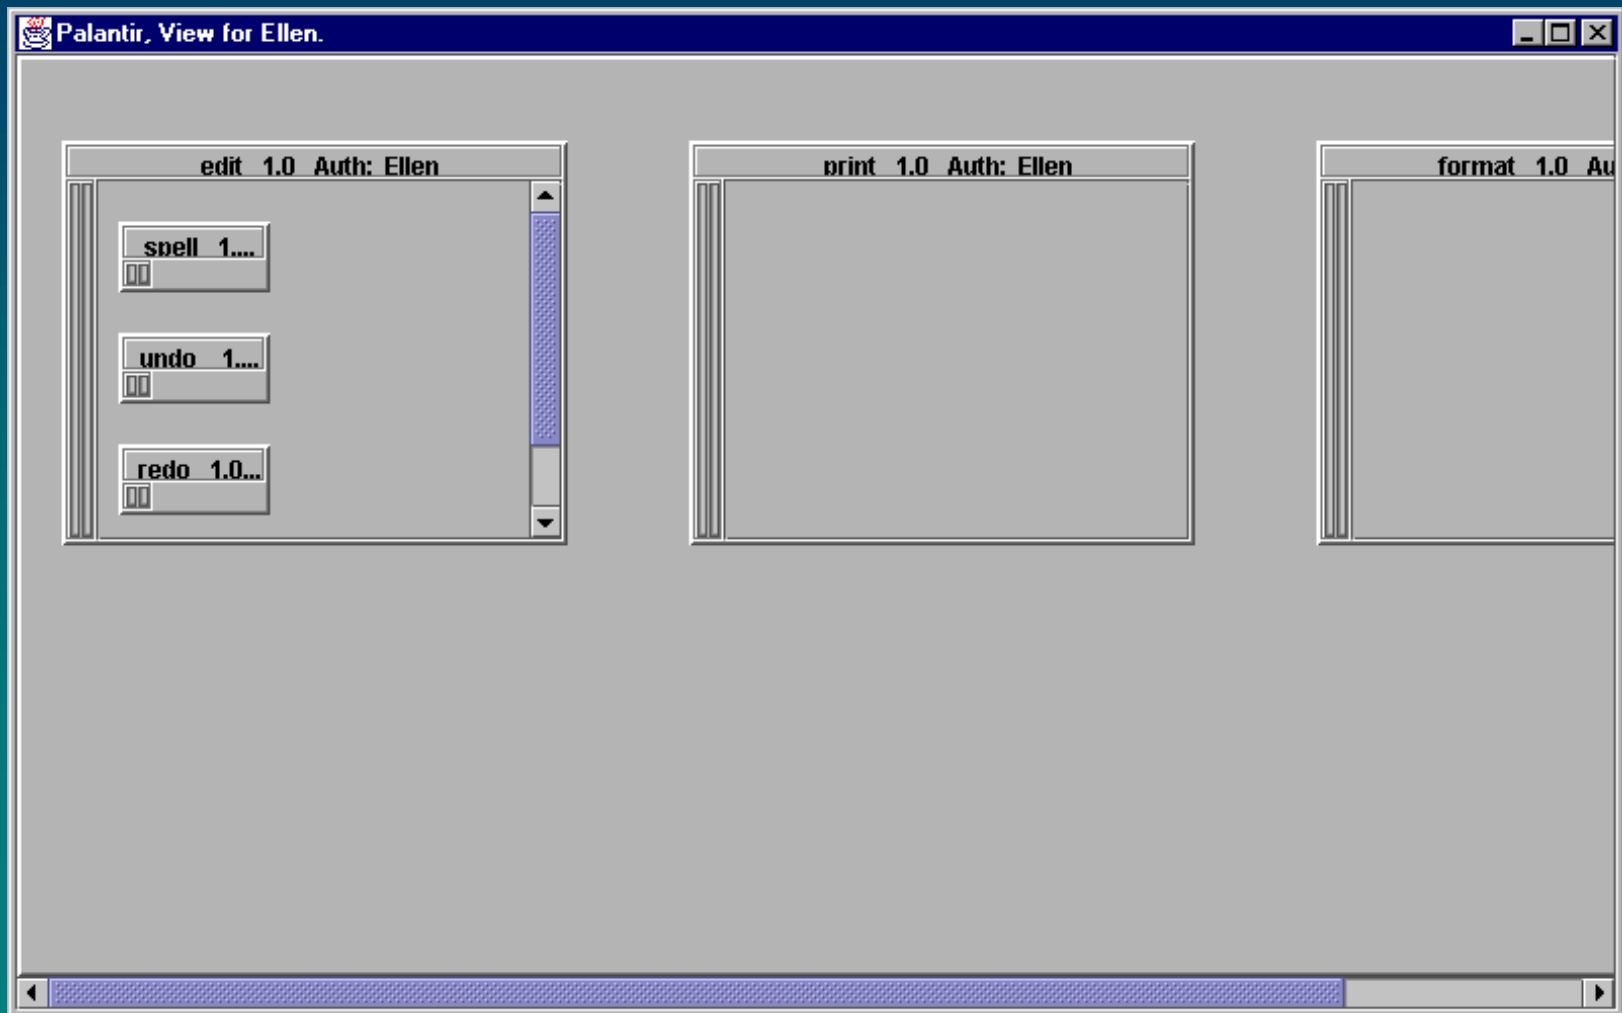 Palantir, View for Ellen.
edit 1.0 Auth: Ellen
print 1.0 Auth: Ellen
format 1.0 Au
spell 1....
undo 1....
redo 1.0...